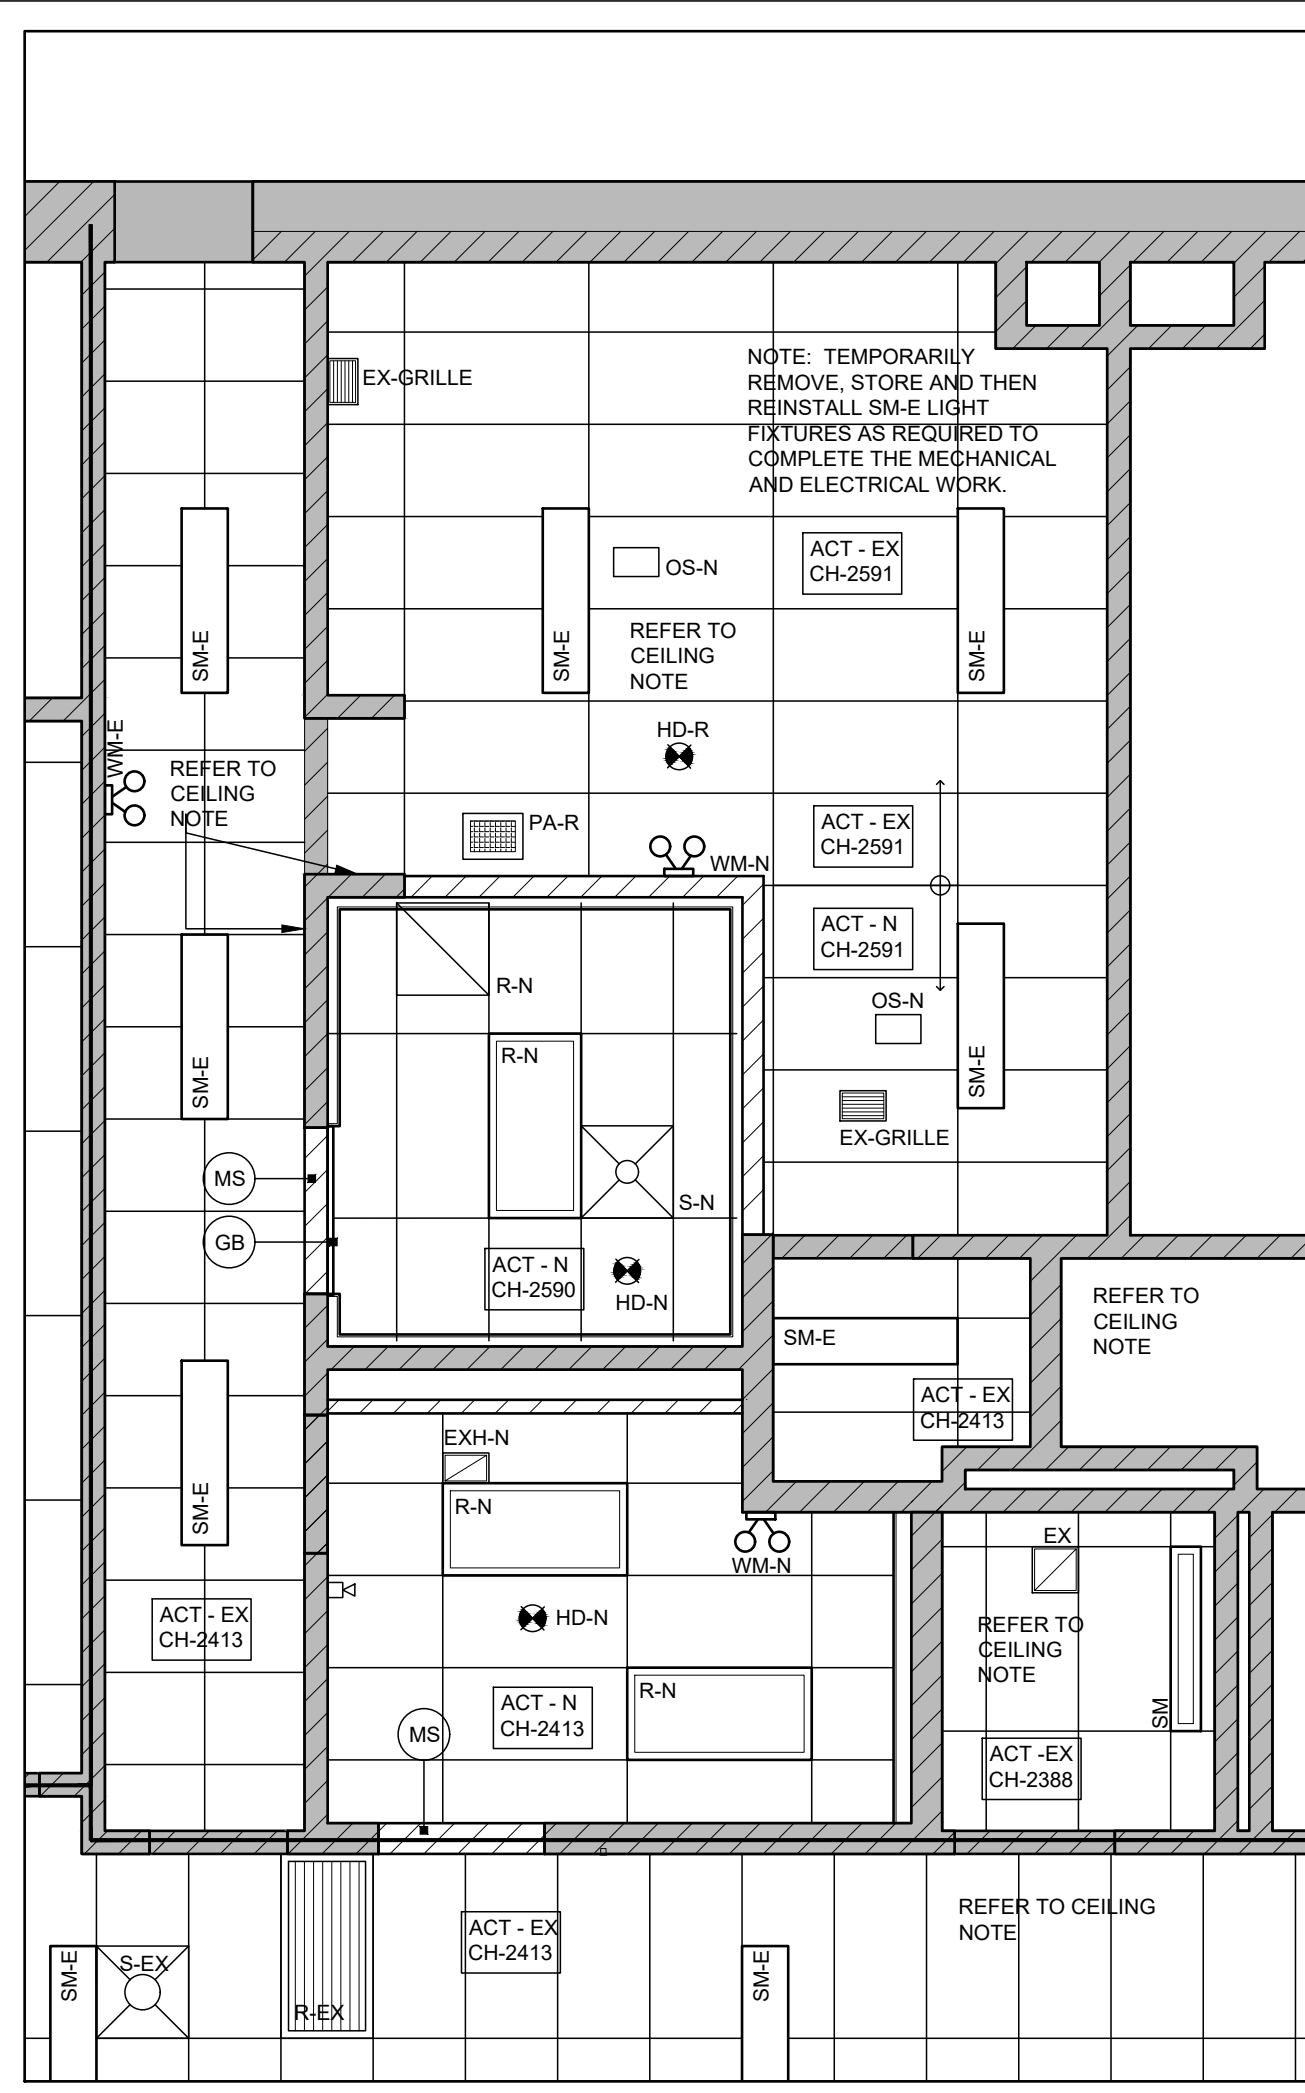 NOTE: TEMPORARILY
REMOVE, STORE AND THEN
REINSTALL SM-E LIGHT
FIXTURES AS REQUIRED TO
COMPLETE THE MECHANICAL
AND ELECTRICAL WORK.
EX-GRILLE
ACT - EX
CH-2591
OS-N
SM-E
SM-E
SM-E
REFER TO
CEILING
NOTE
HD-R
WM-E
REFER TO
CEILING
NOTE
PA-R
WM-N
ACT - EX
CH-2591
ACT - N
CH-2591
R-N
OS-N
SM-E
R-N
SM-E
EX-GRILLE
MS
S-N
GB
ACT - N
CH-2590
HD-N
REFER TO
CEILING
NOTE
SM-E
ACT - EX
CH-2413
EXH-N
R-N
SM-E
WM-N
EX
ACT - EX
CH-2413
HD-N
REFER TO
CEILING
NOTE
R-N
ACT - N
CH-2413
SM
MS
ACT -EX
CH-2388
REFER TO CEILING
NOTE
ACT - EX
CH-2413
SM-E
S-EX
SM-E
R-EX